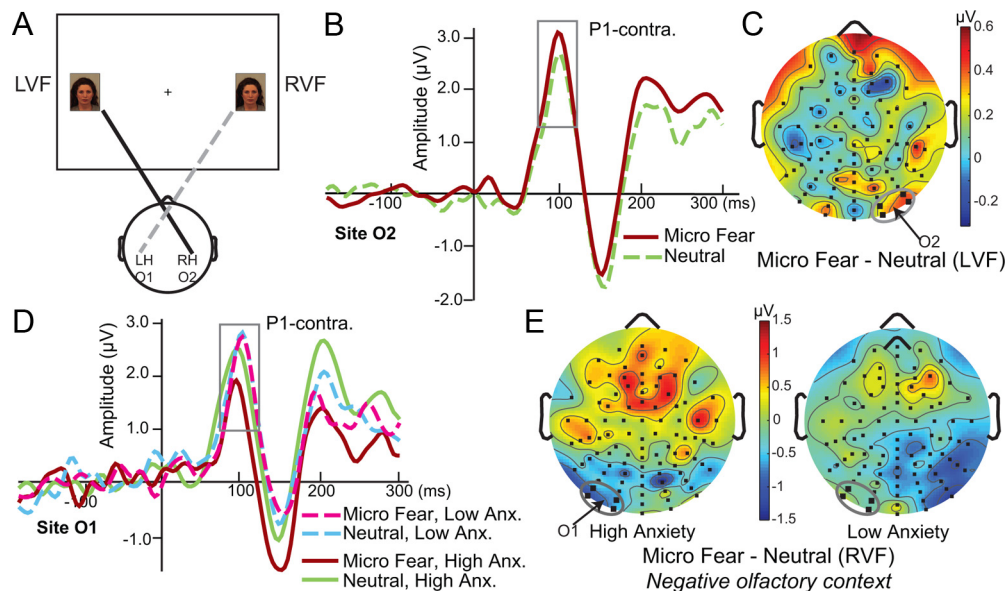 A
LVF
RVF
+
LH
O1
RH
O2
B
Amplitude (µV)
3.0
2.0
1.0
-1.0
-2.0
-100
100
200
300 (ms)
P1-contra.
Site O2
Micro Fear
Neutral
C
µV
0.6
0.4
0.2
0
-0.2
O2
Micro Fear - Neutral (LVF)
D
Amplitude (µV)
3.0
2.0
1.0
-1.0
-100
100
200
300
(ms)
P1-contra.
Site O1
Micro Fear, Low Anx.
Neutral, Low Anx.
Micro Fear, High Anx.
Neutral, High Anx.
E
µV
1.5
1
0.5
0
-0.5
-1
-1.5
O1
High Anxiety
Low Anxiety
Micro Fear - Neutral (RVF)
Negative olfactory context